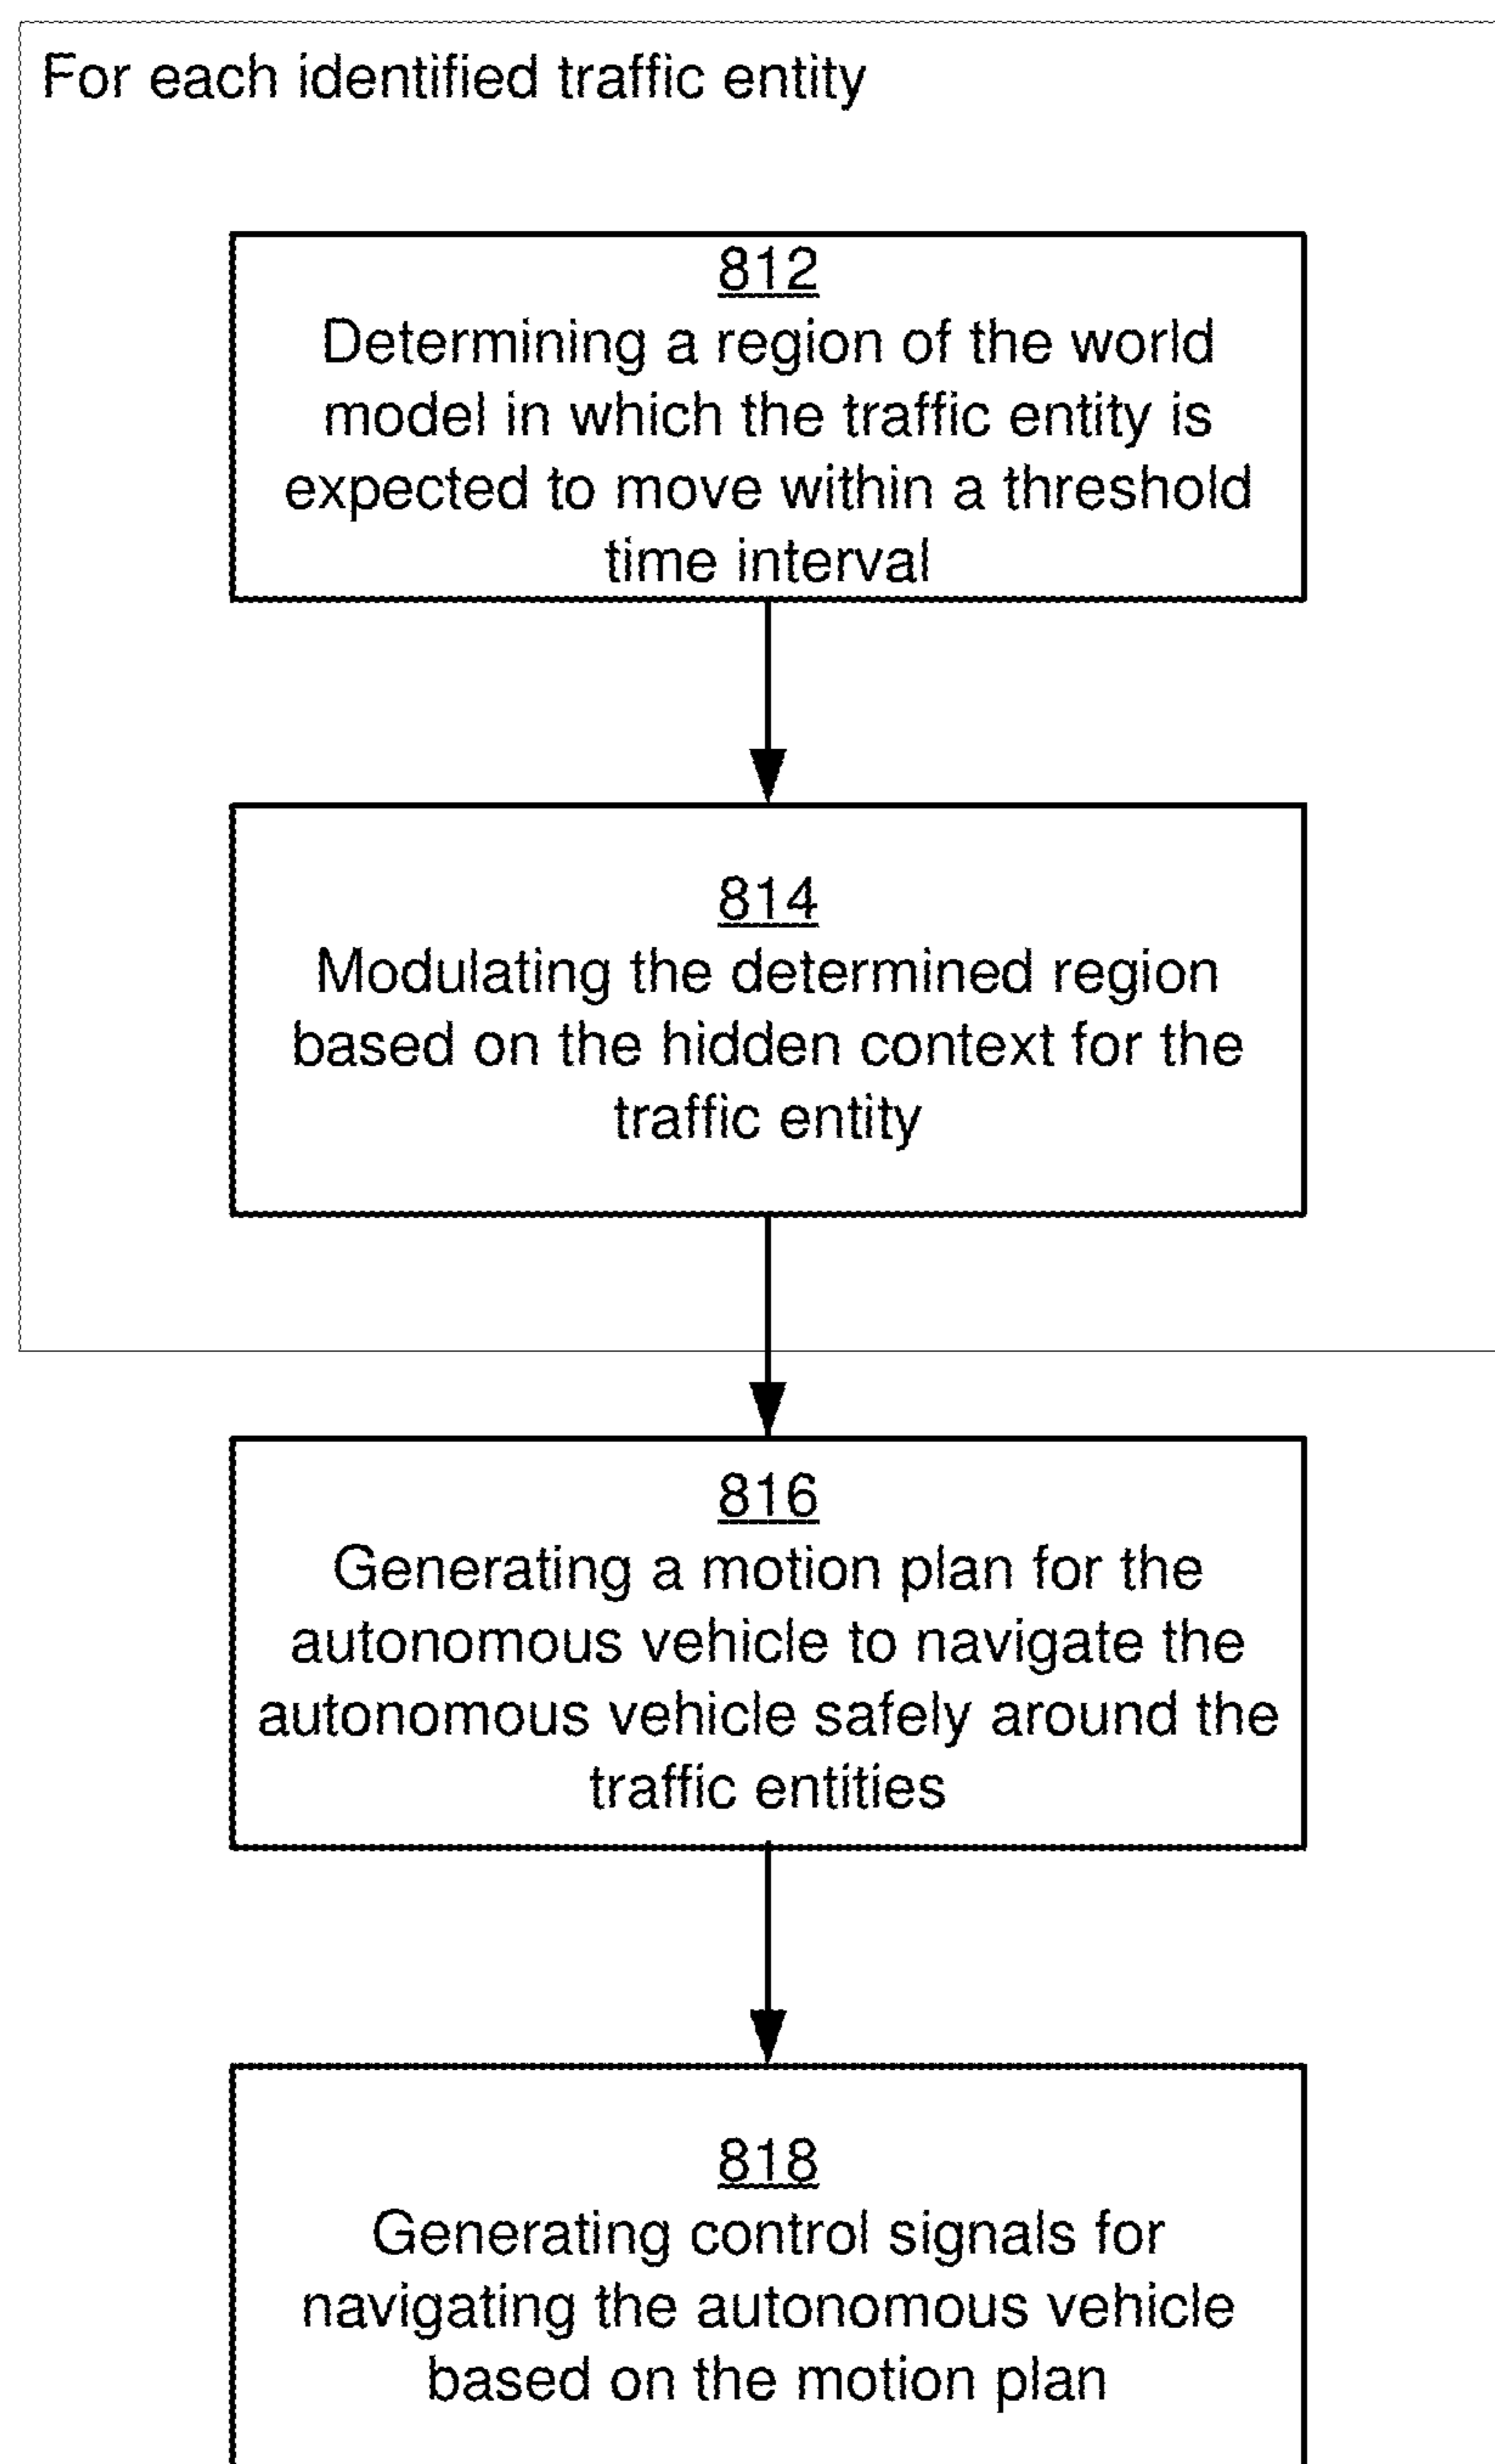 For each identified traffic entity
812
Determining a region of the world
model in which the traffic entity is
expected to move within a threshold
time interval
814
Modulating the determined region
based on the hidden context for the
traffic entity
816
Generating a motion plan for the
autonomous vehicle to navigate the
autonomous vehicle safely around the
traffic entities
818
Generating control signals for
navigating the autonomous vehicle
based on the motion plan